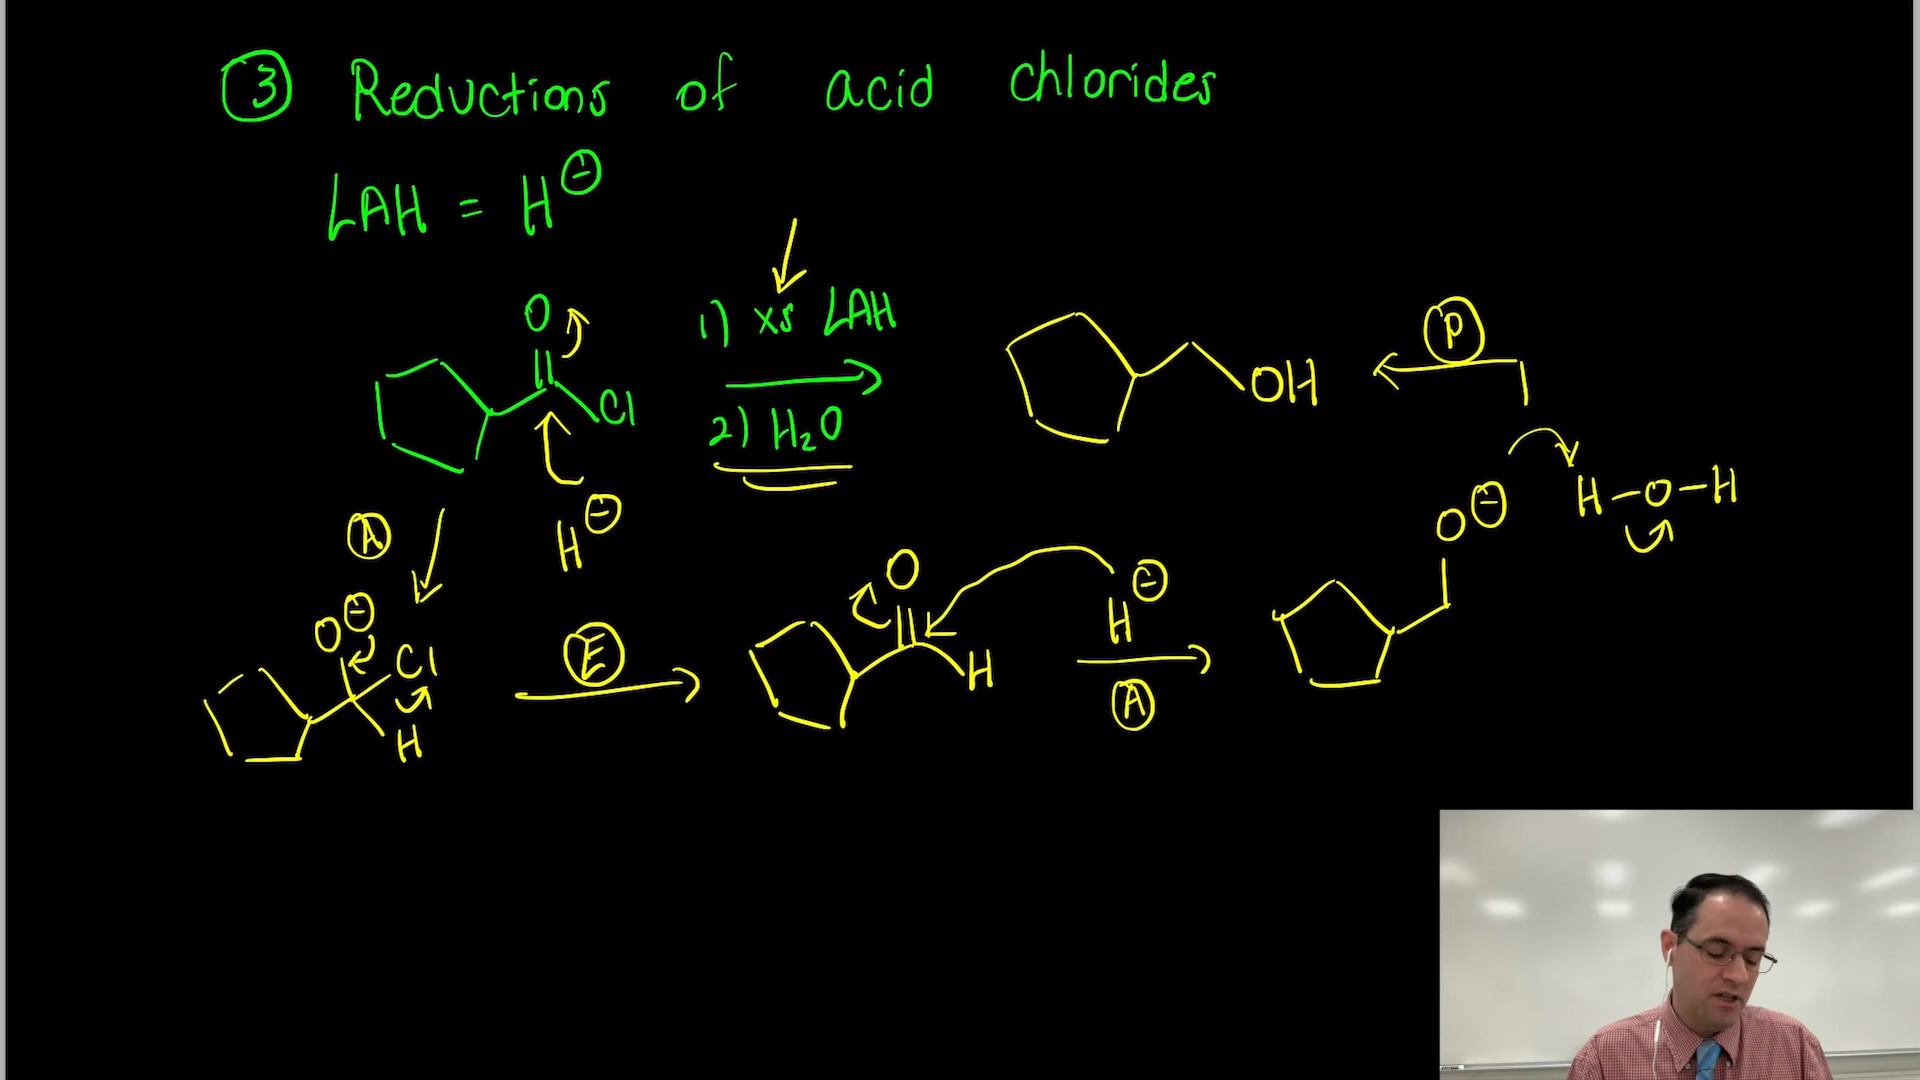 ③ Reductions of acid chlorides
LAH = H⊖
O
Cl
H⊖
1) xs LAH
2) H₂O
OH
Ⓟ
O⊖
H–O–H
Ⓐ
O⊖
Cl
H
Ⓔ
O
H
H⊖
Ⓐ